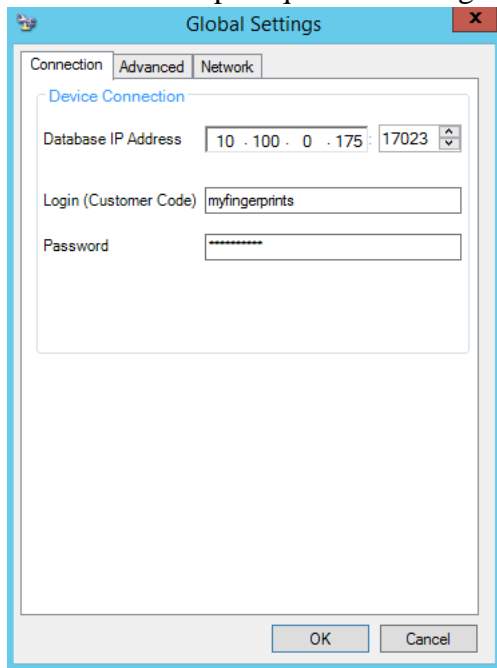 Global Settings
x
Connection Advanced Network
Device Connection
Database IP Address 10 . 100 . 0 . 175 : 17023
Login (Customer Code) myfingerprints
Password **********
OK Cancel